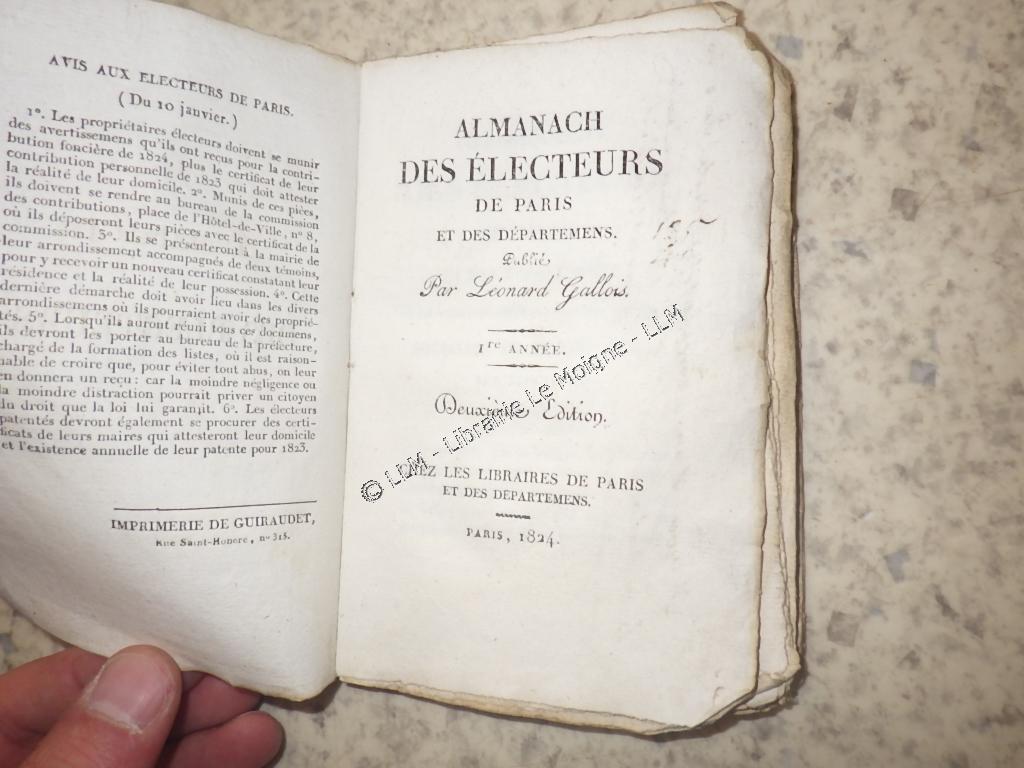 AVIS AUX ELECTEURS DE PARIS.
(Du 10 janvier.)
1°. Les propriétaires électeurs doivent se munir
des avertissemens qu'ils ont reçus pour la contri-
bution foncière de 1824, plus le certificat de leur
contribution personnelle de 1823 qui doit attester
la réalité de leur domicile. 2°. Munis de ces pièces,
ils doivent se rendre au bureau de la commission
des contributions, place de l'Hôtel-de-Ville, n° 8,
où ils déposeront leurs pièces avec le certificat de la
commission. 3°. Ils se présenteront à la mairie de
leur arrondissement accompagnés de deux témoins,
pour y recevoir un nouveau certificat constatant leur
résidence et la réalité de leur possession. 4°. Cette
dernière démarche doit avoir lieu dans les divers
arrondissemens où ils pourraient avoir des proprié-
tés. 5°. Lorsqu'ils auront réuni tous ces documens,
ils devront les porter au bureau de la préfecture,
chargé de la formation des listes, où il est raison-
nable de croire que, pour éviter tout abus, on leur
en donnera un reçu : car la moindre négligence ou
la moindre distraction pourrait priver un citoyen
du droit que la loi lui garantit. 6°. Les électeurs
patentés devront également se procurer des certi-
ficats de leurs maires qui attesteront leur domicile
et l'existence annuelle de leur patente pour 1823.
IMPRIMERIE DE GUIRAUDET,
Rue Saint-Honoré, n° 315.
ALMANACH
DES ÉLECTEURS
DE PARIS
ET DES DÉPARTEMENS.
Publié
Par Léonard Gallois.
1re ANNÉE.
Deuxième Edition.
CHEZ LES LIBRAIRES DE PARIS
ET DES DÉPARTEMENS.
PARIS, 1824.
© LLM - Librairie Le Moigne - LLM